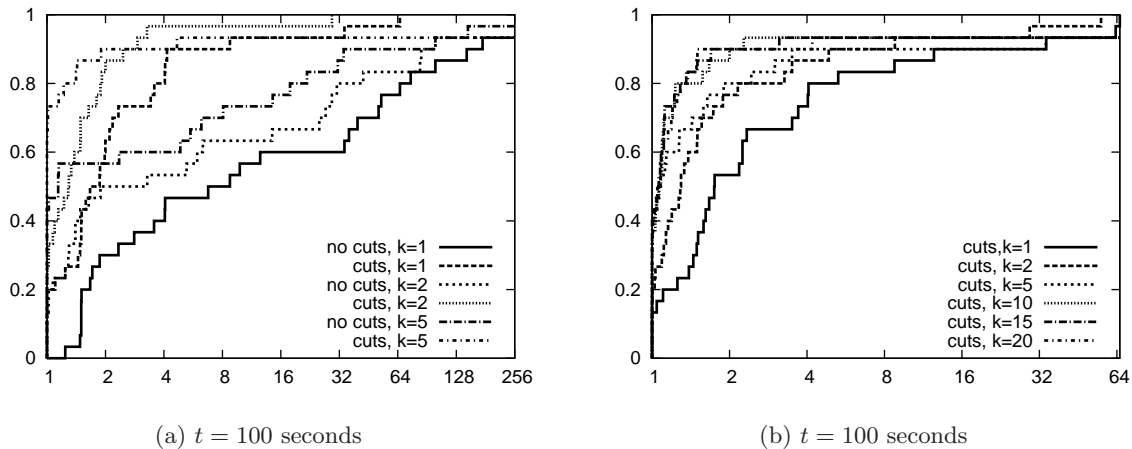 1
0.8
0.6
0.4
0.2
0
no cuts, k=1
cuts, k=1
no cuts, k=2
cuts, k=2
no cuts, k=5
cuts, k=5
1 2 4 8 16 32 64 128 256
(a) t = 100 seconds
1
0.8
0.6
0.4
0.2
0
cuts,k=1
cuts, k=2
cuts, k=5
cuts, k=10
cuts, k=15
cuts, k=20
1 2 4 8 16 32 64
(b) t = 100 seconds